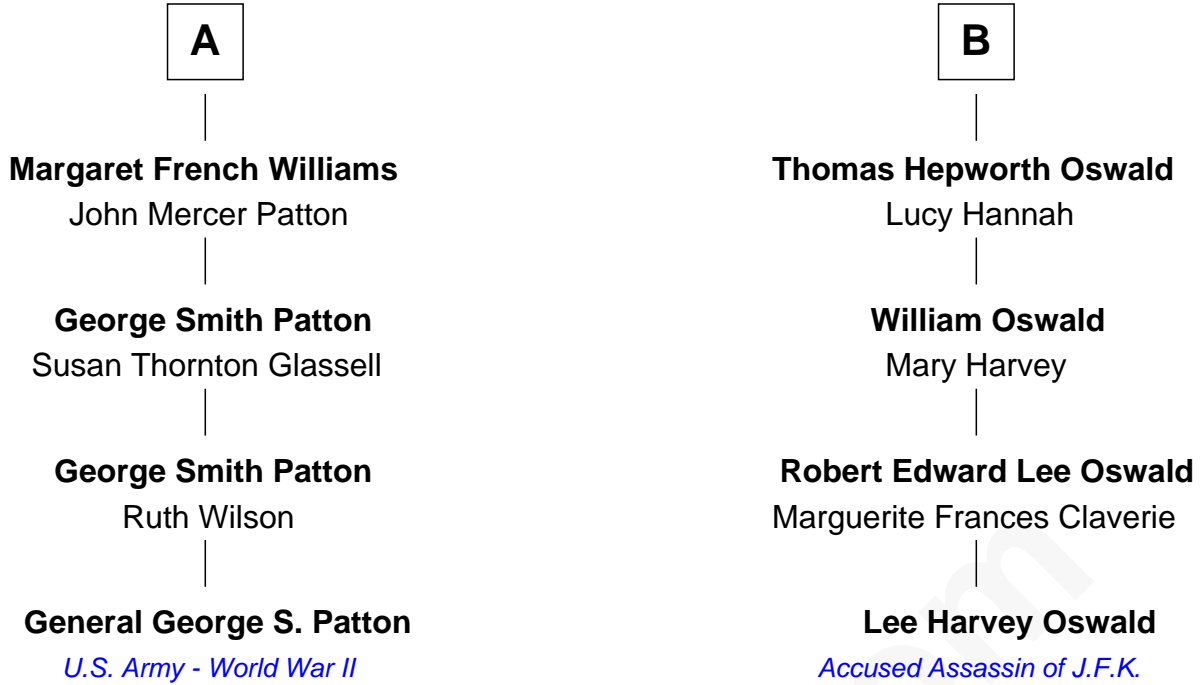 A
Margaret French Williams
John Mercer Patton
George Smith Patton
Susan Thornton Glassell
George Smith Patton
Ruth Wilson
General George S. Patton
U.S. Army - World War II
B
Thomas Hepworth Oswald
Lucy Hannah
William Oswald
Mary Harvey
Robert Edward Lee Oswald
Marguerite Frances Claverie
Lee Harvey Oswald
Accused Assassin of J.F.K.